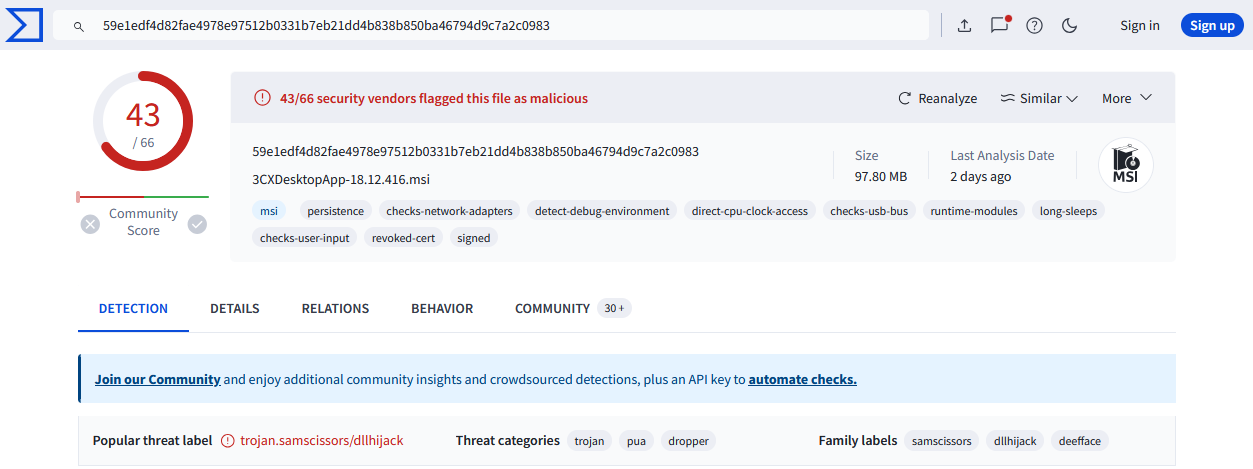 59e1edf4d82fae4978e97512b0331b7eb21dd4b838b850ba46794d9c7a2c0983
Sign in
Sign up
43
/ 66
Community
Score
43/66 security vendors flagged this file as malicious
Reanalyze
Similar
More
59e1edf4d82fae4978e97512b0331b7eb21dd4b838b850ba46794d9c7a2c0983
3CXDesktopApp-18.12.416.msi
Size
97.80 MB
Last Analysis Date
2 days ago
MSI
msi persistence checks-network-adapters detect-debug-environment direct-cpu-clock-access checks-usb-bus runtime-modules long-sleeps
checks-user-input revoked-cert signed
DETECTION DETAILS RELATIONS BEHAVIOR COMMUNITY 30 +
Join our Community and enjoy additional community insights and crowdsourced detections, plus an API key to automate checks.
Popular threat label trojan.samscissors/dllhijack Threat categories trojan pua dropper Family labels samscissors dllhijack deefface